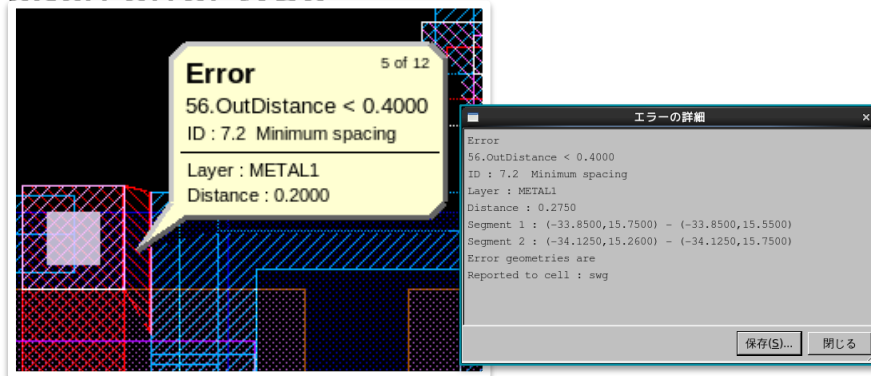 Error
5 of 12
56.OutDistance < 0.4000
ID : 7.2 Minimum spacing
Layer : METAL1
Distance : 0.2000
エラーの詳細
Error
56.OutDistance < 0.4000
ID : 7.2 Minimum spacing
Layer : METAL1
Distance : 0.2750
Segment 1 : (-33.8500,15.7500) - (-33.8500,15.5500)
Segment 2 : (-34.1250,15.2600) - (-34.1250,15.7500)
Error geometries are
Reported to cell : swg
保存(S)...
閉じる